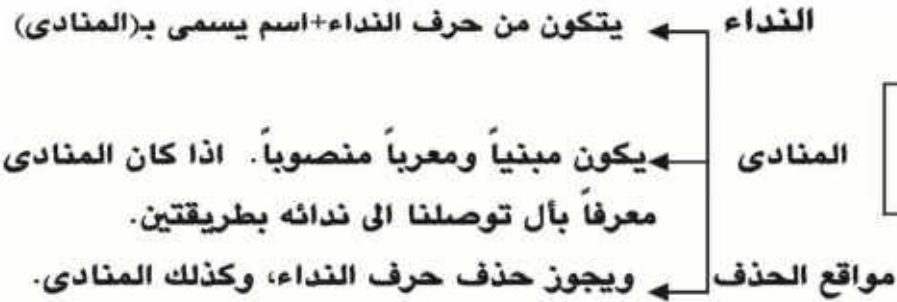 النداء يتكون من حرف النداء+اسم يسمى بـ(المنادى)
المنادى يكون مبنياً ومعرباً منصوباً. اذا كان المنادى
معرفاً بأل توصلنا الى ندائه بطريقتين.
مواقع الحذف ويجوز حذف حرف النداء، وكذلك المنادى.